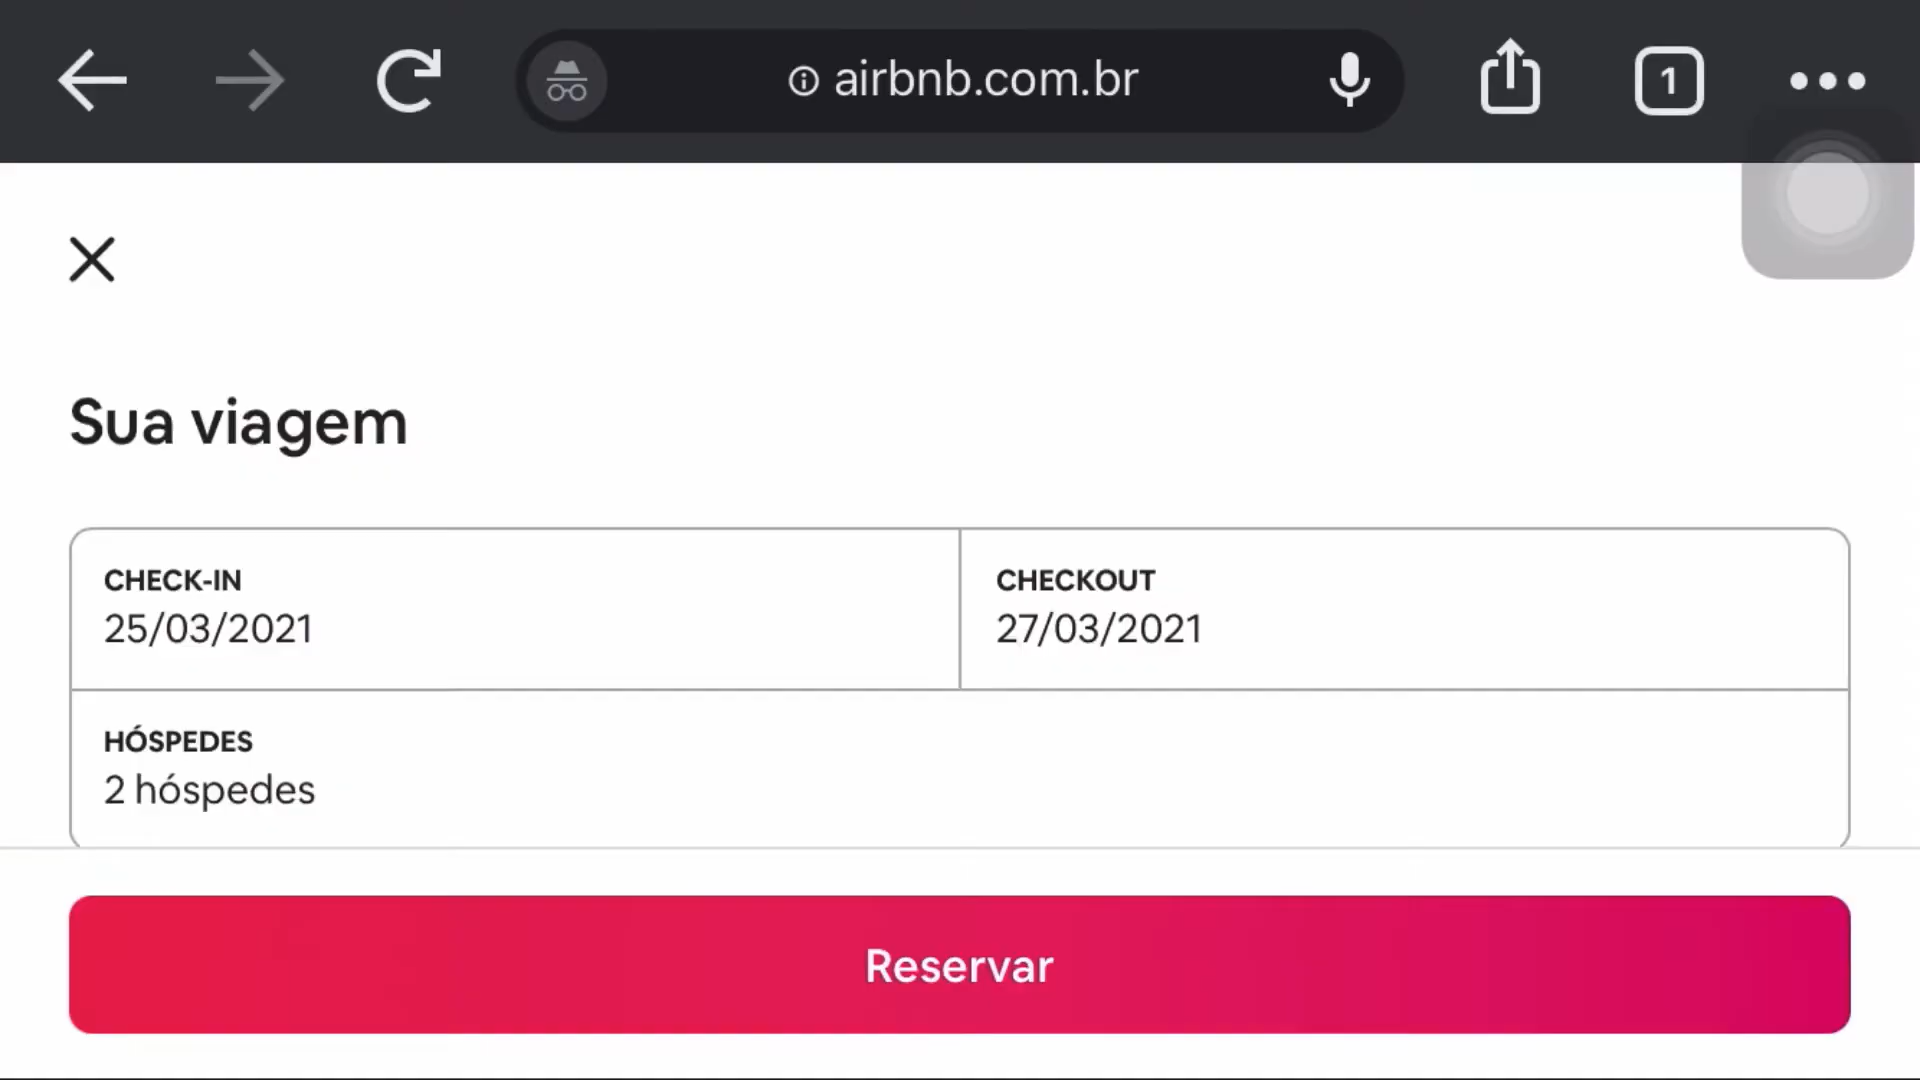 airbnb.com.br
1
Sua viagem
CHECK-IN
25/03/2021
CHECKOUT
27/03/2021
HÓSPEDES
2 hóspedes
Reservar